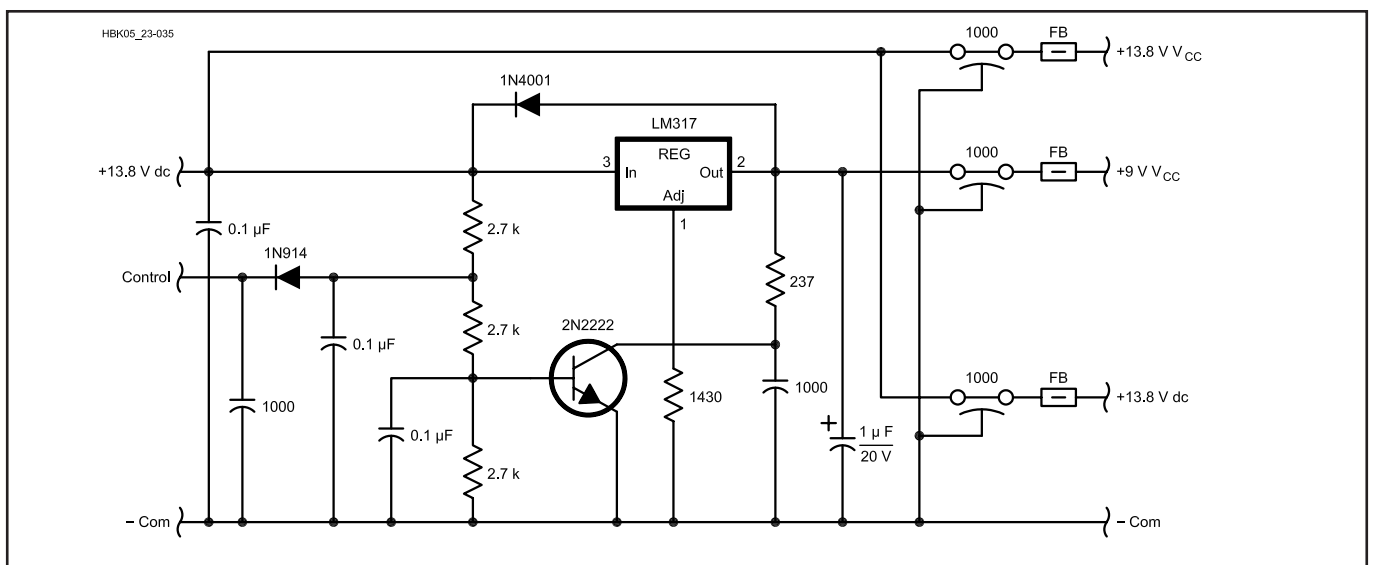 HBK05_23-035
1000
FB
+13.8 V VCC
1N4001
LM317
REG
3
In
Out
2
Adj
1
+13.8 V dc
1000
FB
+9 V VCC
0.1 µF
2.7 k
1N914
Control
237
0.1 µF
2.7 k
2N2222
1000
1000
FB
+13.8 V dc
1000
0.1 µF
1430
+
1 µ F
20 V
2.7 k
– Com
– Com